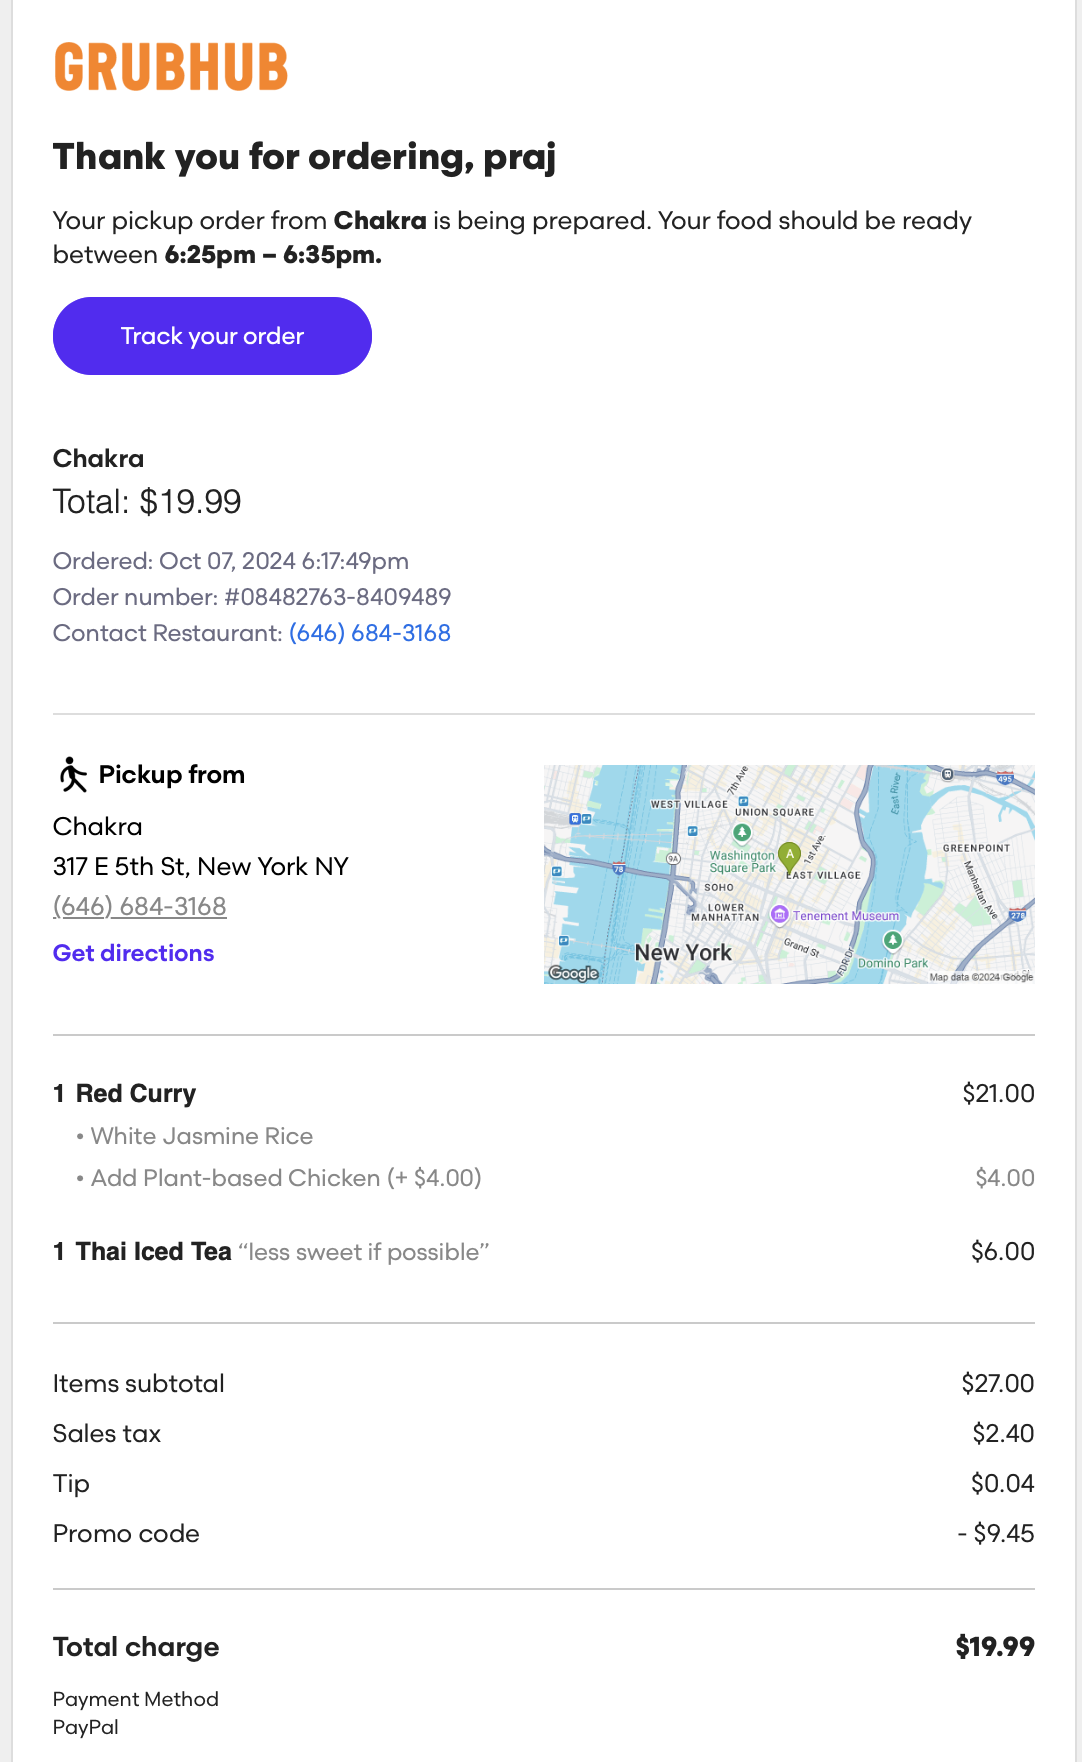 GRUBHUB
Thank you for ordering, praj
Your pickup order from Chakra is being prepared. Your food should be ready
between 6:25pm – 6:35pm.
Track your order
Chakra
Total: $19.99
Ordered: Oct 07, 2024 6:17:49pm
Order number: #08482763-8409489
Contact Restaurant: (646) 684-3168
Pickup from
Chakra
317 E 5th St, New York NY
(646) 684-3168
Get directions
7th Ave
East River
495
WEST VILLAGE
UNION SQUARE
9A
78
Washington
Square Park
A
1st Ave
EAST VILLAGE
GREENPOINT
Manhattan Ave
SOHO
LOWER
MANHATTAN
Tenement Museum
278
New York
Grand St
FDR Dr
Domino Park
Google
Map data ©2024 Google
1 Red Curry $21.00
• White Jasmine Rice
• Add Plant-based Chicken (+ $4.00) $4.00
1 Thai Iced Tea “less sweet if possible” $6.00
Items subtotal $27.00
Sales tax $2.40
Tip $0.04
Promo code - $9.45
Total charge $19.99
Payment Method
PayPal